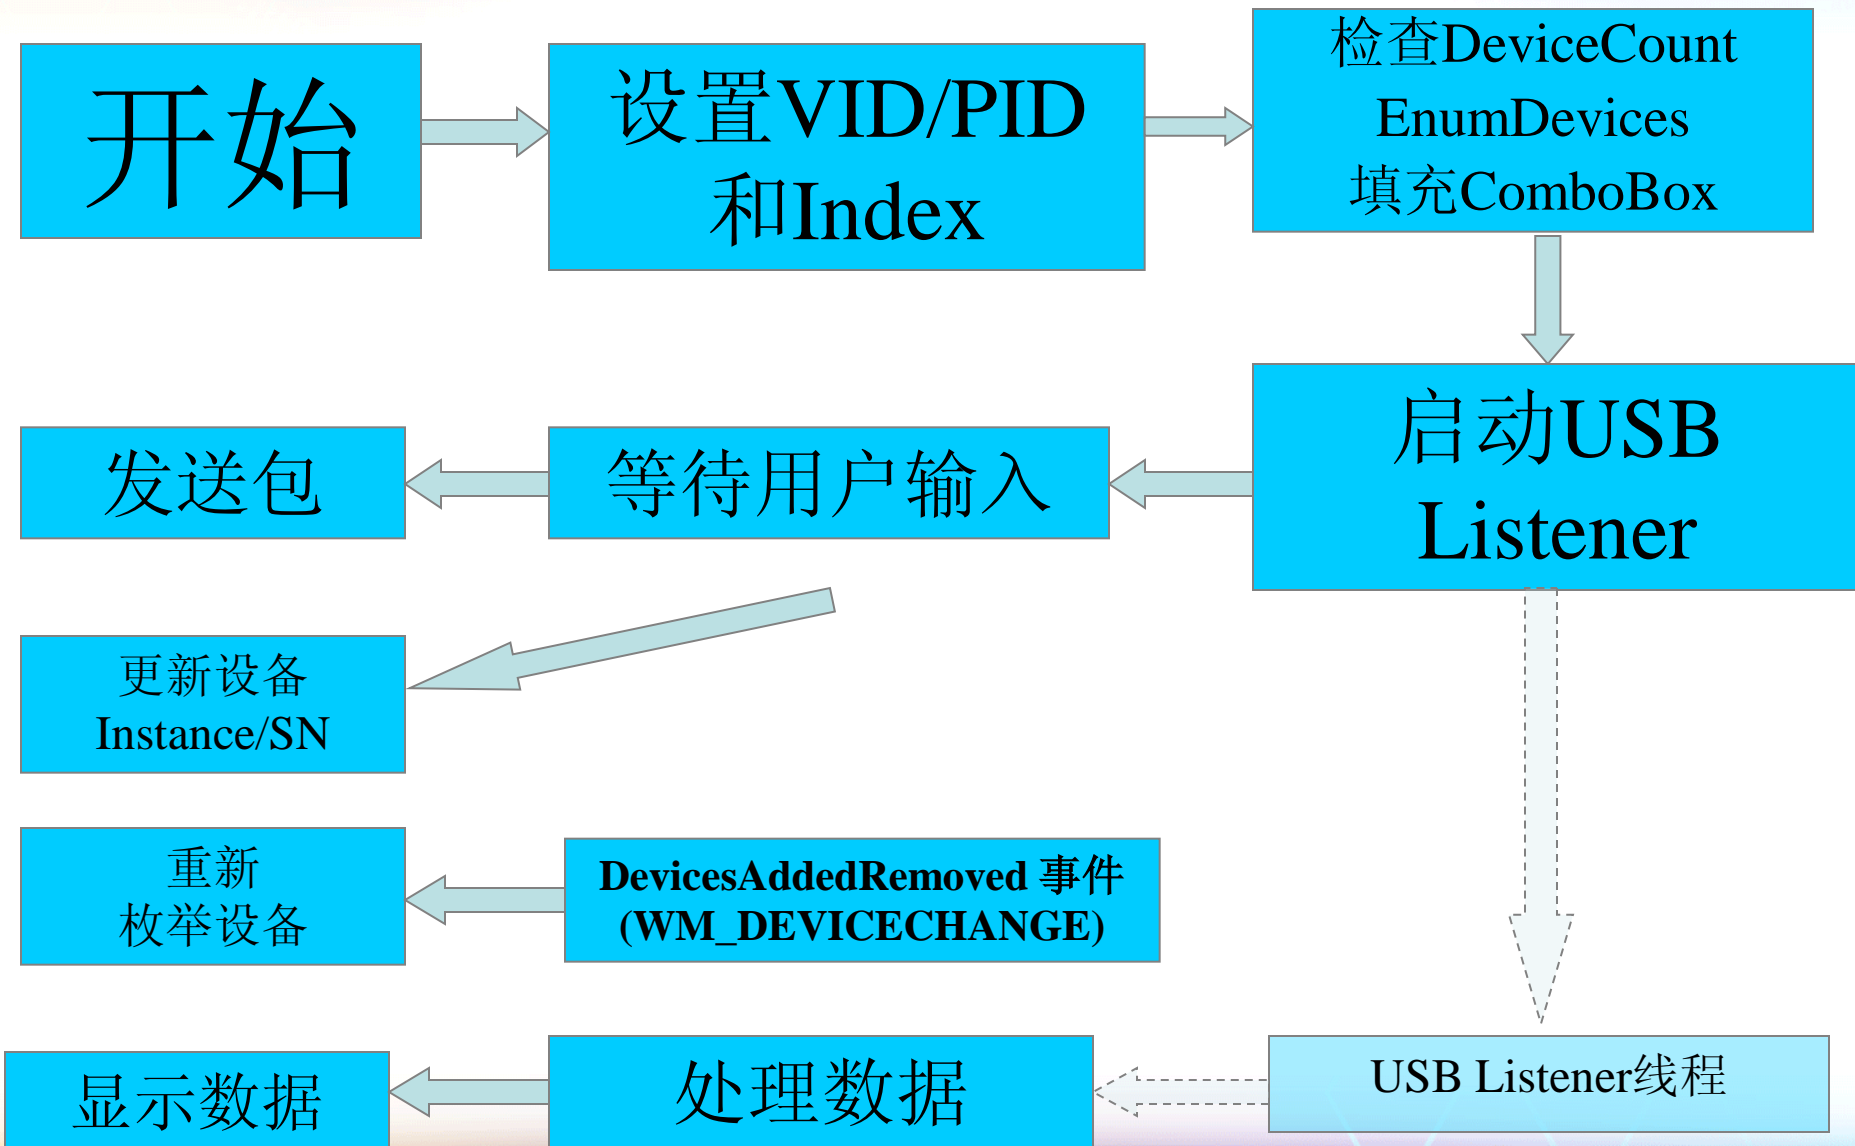 开始
设置VID/PID
和Index
检查DeviceCount
EnumDevices
填充ComboBox
启动USB
Listener
等待用户输入
发送包
更新设备
Instance/SN
重新
枚举设备
DevicesAddedRemoved 事件
(WM_DEVICECHANGE)
显示数据
处理数据
USB Listener线程